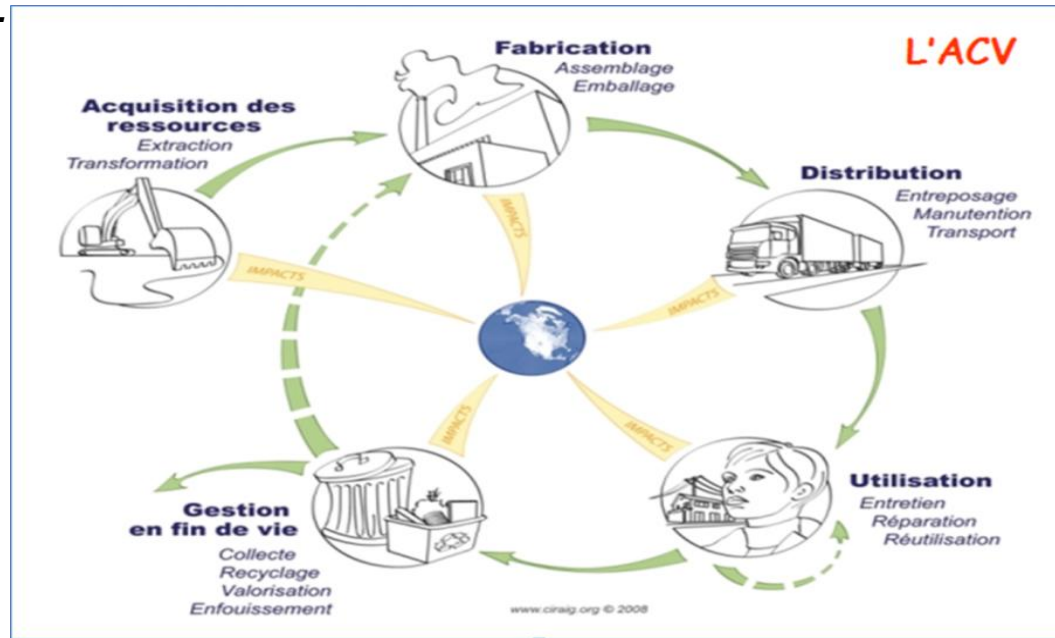 L'ACV
Fabrication
Assemblage
Emballage
Acquisition des
ressources
Extraction
Transformation
Distribution
Entreposage
Manutention
Transport
IMPACTS
IMPACTS
IMPACTS
IMPACTS
IMPACTS
Utilisation
Entretien
Réparation
Réutilisation
Gestion
en fin de vie
Collecte
Recyclage
Valorisation
Enfouissement
www.ciraig.org © 2008